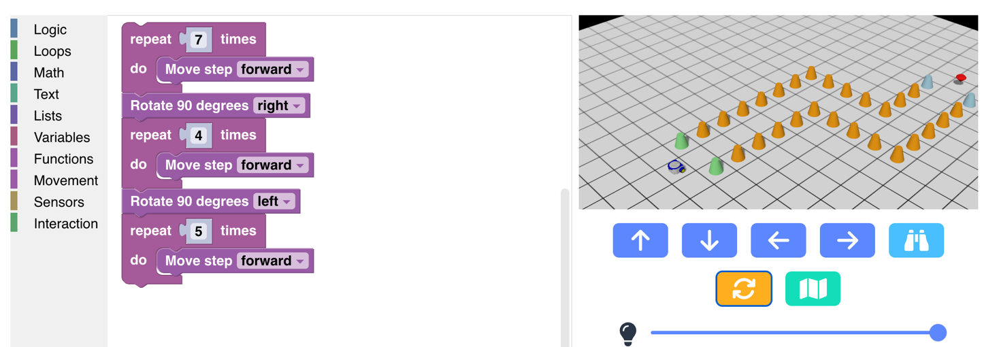 Logic
Loops
Math
Text
Lists
Variables
Functions
Movement
Sensors
Interaction
repeat 7 times
do Move step forward
Rotate 90 degrees right
repeat 4 times
do Move step forward
Rotate 90 degrees left
repeat 5 times
do Move step forward